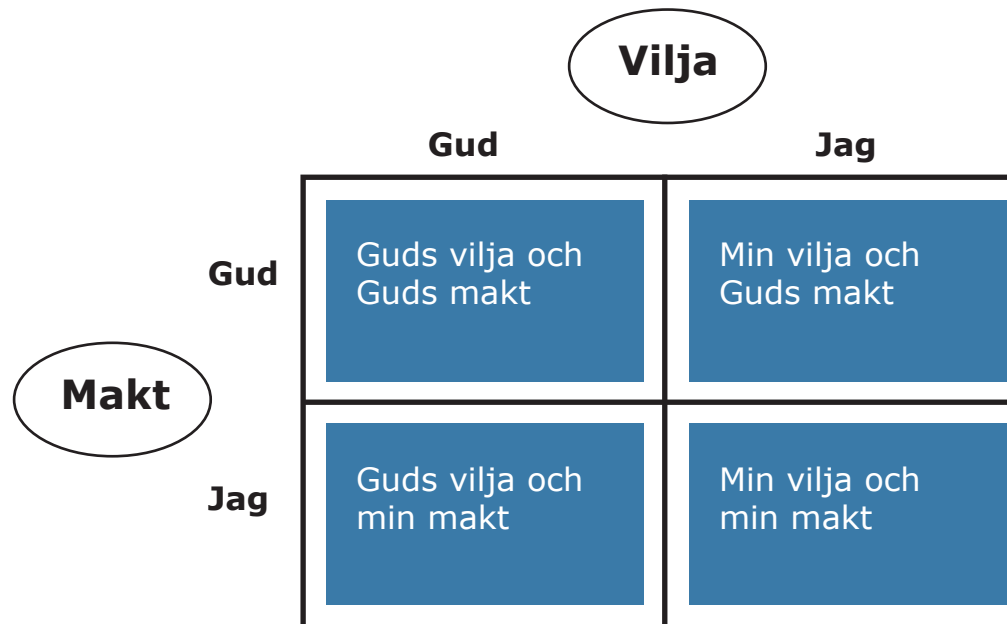 Vilja
Gud Jag
Gud
Guds vilja och
Guds makt
Min vilja och
Guds makt
Makt
Jag
Guds vilja och
min makt
Min vilja och
min makt